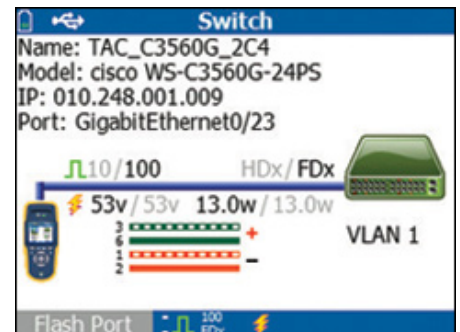 Switch
Name: TAC_C3560G_2C4
Model: cisco WS-C3560G-24PS
IP: 010.248.001.009
Port: GigabitEthernet0/23
10/100 HDx/FDx
53v/53v 13.0w/13.0w
3
6
+
1
2
-
VLAN 1
Flash Port
100
FDx